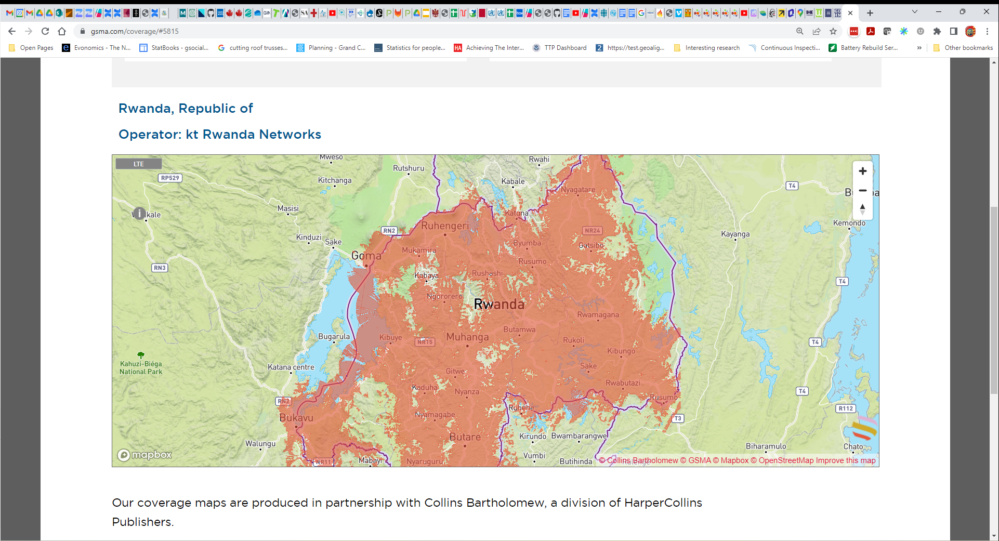 gsma.com/coverage/#5815
Open Pages
Evonomics - The N...
StatBooks - gsocial...
cutting roof trusses...
Planning - Grand C...
Statistics for people...
HA Achieving The Inter...
TTP Dashboard
2 https://test.geoalig...
Interesting research
Continuous Inspecti...
Battery Rebuild Ser...
»
Other bookmarks
Rwanda, Republic of
Operator: kt Rwanda Networks
LTE
Mweso
Rwahi
Rutshuru
RP529
Kitchanga
Kabale
T4
Nyagatare
Masisi
Katuna
kale
Kemondo
Ruhengeri
RN2
NR24
Kayanga
Kinduzi
Sake
Byumba
Gatsibo
Goma
Mukamira
Rusumo
RN3
Kabaya
Rushashi
T4
Ngororero
Rwanda
Rwamagana
Butamwa
Bugarula
Kibuye
NR15
Muhanga
Rukoli
T4
Kibungo
Kahuzi-Biéga
National Park
Katana centre
Gitwe
Sake
Kaduha
Nyanza
Rwabutazi
T4
RN2
Rusumo
Ruhehe
R112
Bukavu
Nyamagabe
T3
Butare
Kirundo
Bwambarangwe
Walungu
Biharamulo
Chato
mapbox
NR11
Mabayi
Nyaruguru
Vumbi
Butihinda
© Collins Bartholomew © GSMA © Mapbox © OpenStreetMap Improve this map
Our coverage maps are produced in partnership with Collins Bartholomew, a division of HarperCollins
Publishers.